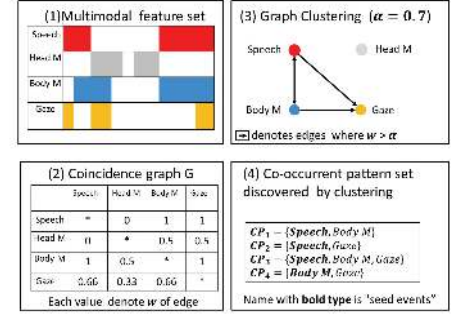 (1)Multimodal feature set
Speech
Head M
Body M
Gaze
(2) Coincidence graph G
Speech Head M Body M Gaze
Speech * 0 1 1
Head M 0 * 0.5 0.5
Body M 1 0.5 * 1
Gaze 0.66 0.33 0.66 *
Each value denote w of edge
(3) Graph Clustering (α = 0.7)
Speech Head M
Body M Gaze
denotes edges where w > α
(4) Co-occurrent pattern set
discovered by clustering
CP₁ = {Speech, Body M}
CP₂ = {Speech, Gaze}
CP₃ = {Speech, Body M, Gaze}
CP₄ = {Body M, Gaze}
Name with bold type is 'seed events"